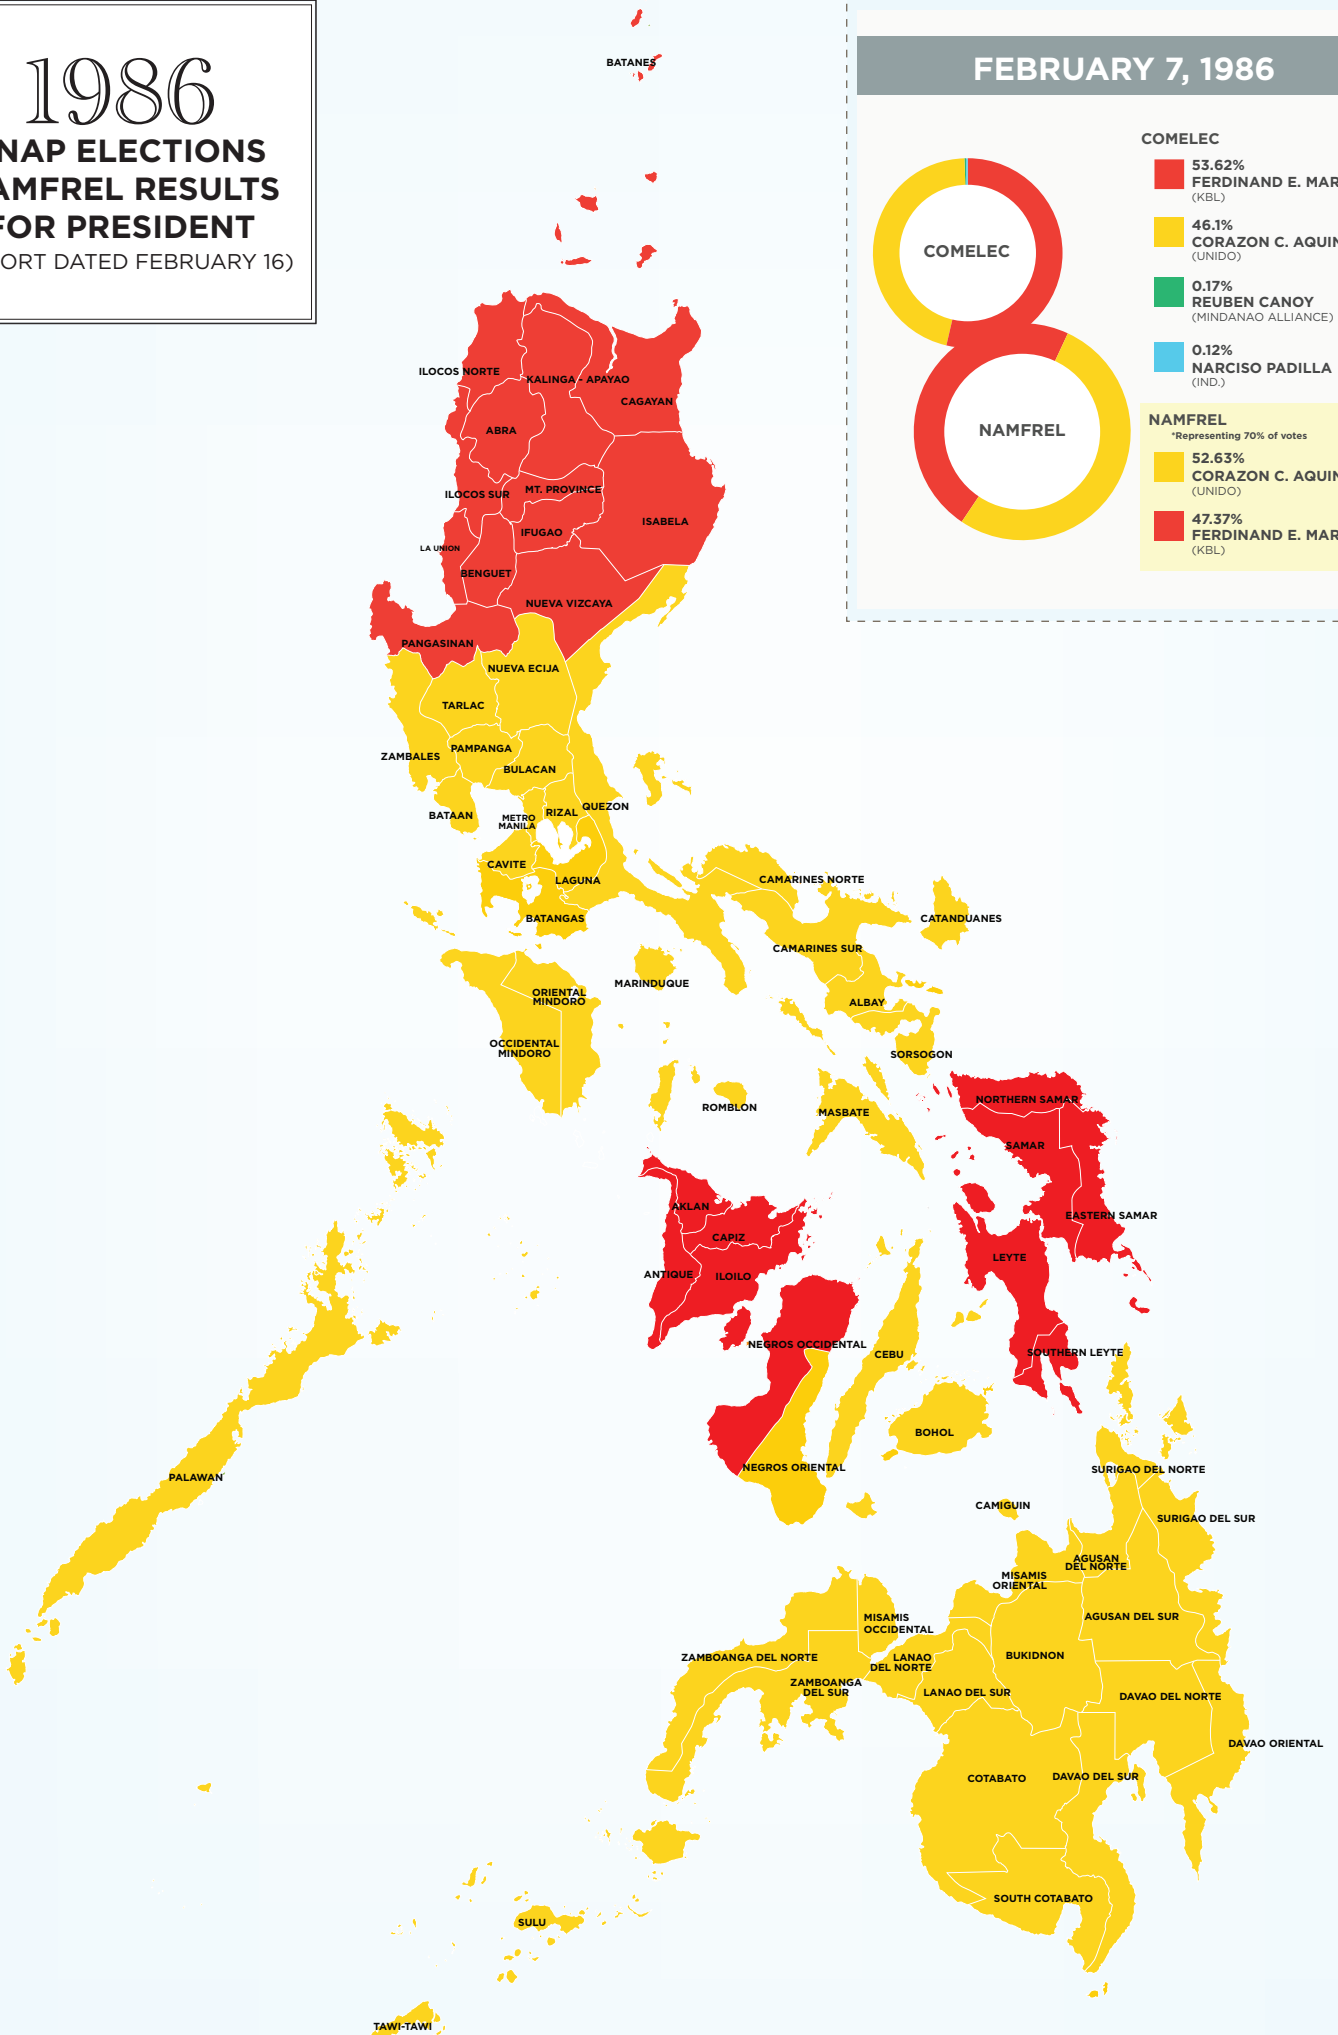 1986
NAP ELECTIONS
AMFREL RESULTS
FOR PRESIDENT
ORT DATED FEBRUARY 16)
FEBRUARY 7, 1986
COMELEC
COMELEC
53.62%
FERDINAND E. MAR
(KBL)
46.1%
CORAZON C. AQUIN
(UNIDO)
0.17%
REUBEN CANOY
(MINDANAO ALLIANCE)
0.12%
NARCISO PADILLA
(IND.)
NAMFREL
NAMFREL
*Representing 70% of votes
52.63%
CORAZON C. AQUIN
(UNIDO)
47.37%
FERDINAND E. MAR
(KBL)
BATANES
ILOCOS NORTE
KALINGA - APAYAO
CAGAYAN
ABRA
ILOCOS SUR
MT. PROVINCE
ISABELA
IFUGAO
LA UNION
BENGUET
NUEVA VIZCAYA
PANGASINAN
NUEVA ECIJA
TARLAC
ZAMBALES
PAMPANGA
BULACAN
BATAAN
METRO
MANILA
RIZAL
QUEZON
CAVITE
LAGUNA
BATANGAS
CAMARINES NORTE
CATANDUANES
CAMARINES SUR
MARINDUQUE
ORIENTAL
MINDORO
ALBAY
OCCIDENTAL
MINDORO
SORSOGON
ROMBLON
MASBATE
NORTHERN SAMAR
SAMAR
EASTERN SAMAR
AKLAN
CAPIZ
ANTIQUE
ILOILO
LEYTE
NEGROS OCCIDENTAL
CEBU
SOUTHERN LEYTE
BOHOL
NEGROS ORIENTAL
PALAWAN
SURIGAO DEL NORTE
CAMIGUIN
SURIGAO DEL SUR
AGUSAN
DEL NORTE
MISAMIS
ORIENTAL
MISAMIS
OCCIDENTAL
AGUSAN DEL SUR
ZAMBOANGA DEL NORTE
LANAO
DEL NORTE
BUKIDNON
ZAMBOANGA
DEL SUR
LANAO DEL SUR
DAVAO DEL NORTE
DAVAO ORIENTAL
COTABATO
DAVAO DEL SUR
SOUTH COTABATO
SULU
TAWI-TAWI